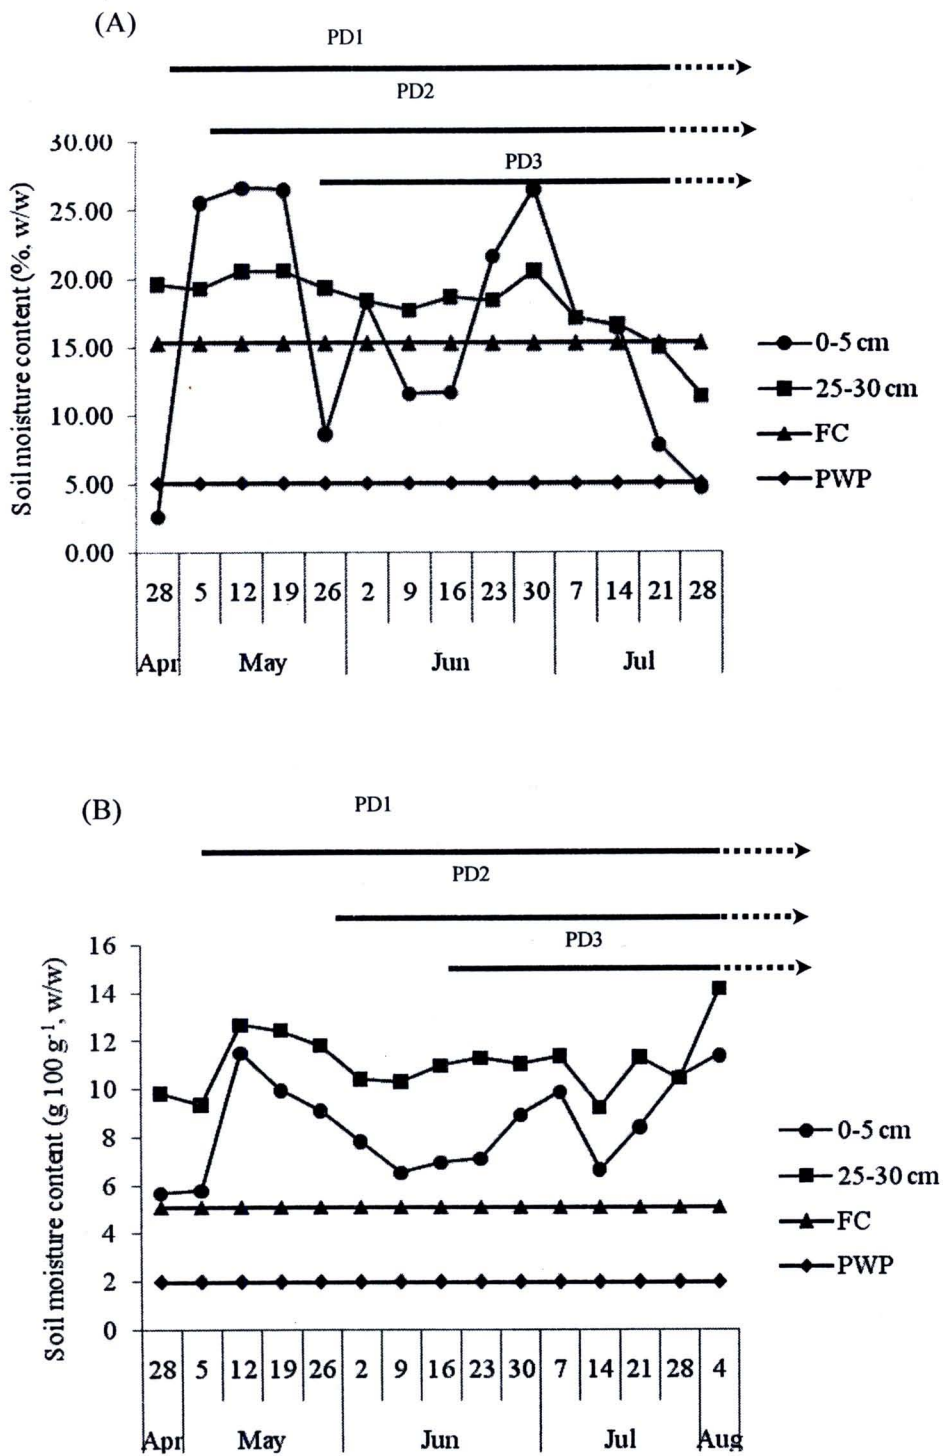 (A)
PD1
PD2
PD3
Soil moisture content (%, w/w)
30.00
25.00
20.00
15.00
10.00
5.00
0.00
28 5 12 19 26 2 9 16 23 30 7 14 21 28
Apr May Jun Jul
0-5 cm
25-30 cm
FC
PWP
(B)
PD1
PD2
PD3
Soil moisture content (g 100 g⁻¹, w/w)
16
14
12
10
8
6
4
2
0
28 5 12 19 26 2 9 16 23 30 7 14 21 28 4
Apr May Jun Jul Aug
0-5 cm
25-30 cm
FC
PWP